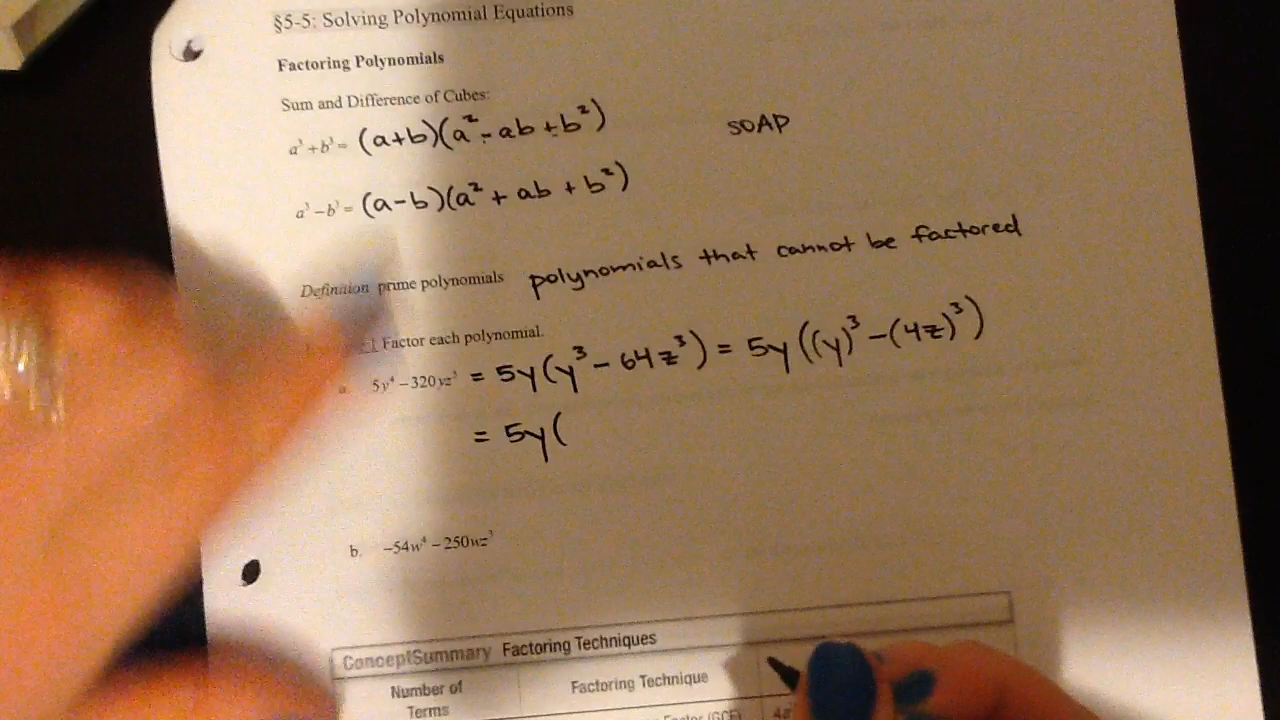 §5-5: Solving Polynomial Equations
Factoring Polynomials
Sum and Difference of Cubes:
a³ + b³ = (a+b)(a² - ab + b²) SOAP
a³ - b³ = (a-b)(a² + ab + b²)
Definition prime polynomials polynomials that cannot be factored
1 Factor each polynomial.
a. 5y⁴ - 320yz³ = 5y(y³ - 64z³) = 5y((y)³ - (4z)³)
= 5y(
b. -54w⁴ - 250wz³
ConceptSummary Factoring Techniques
Number of Terms Factoring Technique
(GCF)